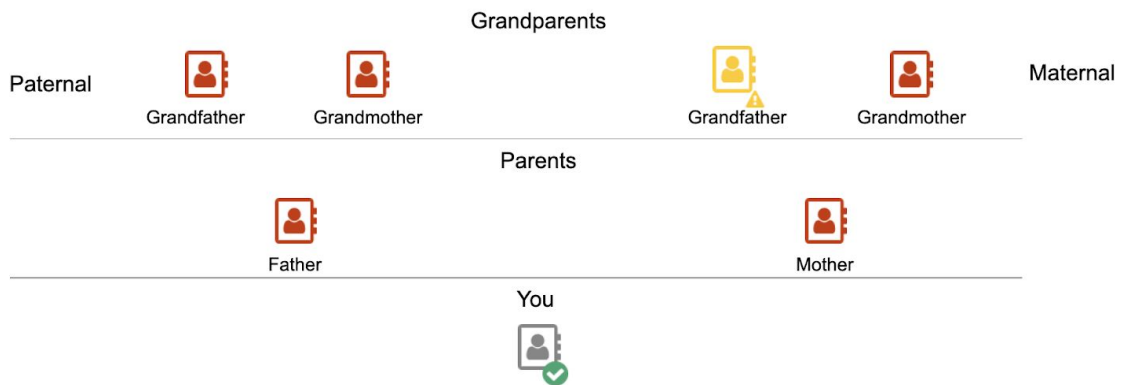 Grandparents
Paternal
Maternal
Grandfather
Grandmother
Grandfather
Grandmother
Parents
Father
Mother
You